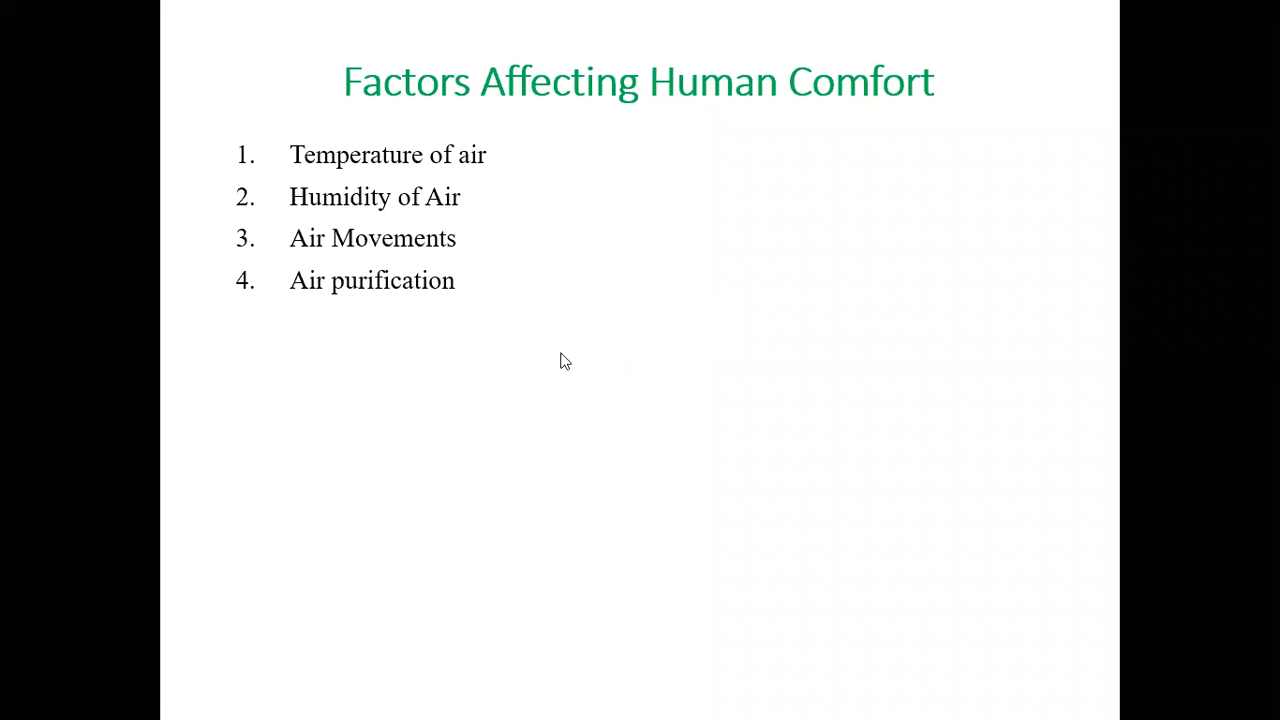 Factors Affecting Human Comfort
1. Temperature of air
2. Humidity of Air
3. Air Movements
4. Air purification